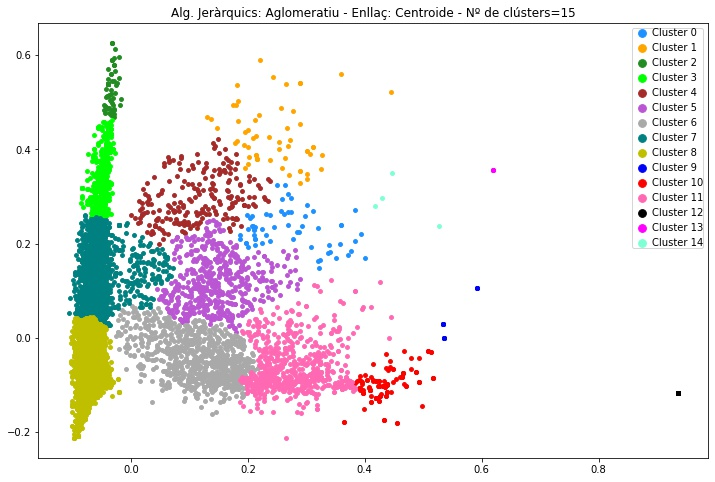 Alg. Jeràrquics: Aglomeratiu - Enllaç: Centroide - Nº de clústers=15
0.6
0.4
0.2
0.0
−0.2
0.0
0.2
0.4
0.6
0.8
Cluster 0
Cluster 1
Cluster 2
Cluster 3
Cluster 4
Cluster 5
Cluster 6
Cluster 7
Cluster 8
Cluster 9
Cluster 10
Cluster 11
Cluster 12
Cluster 13
Cluster 14